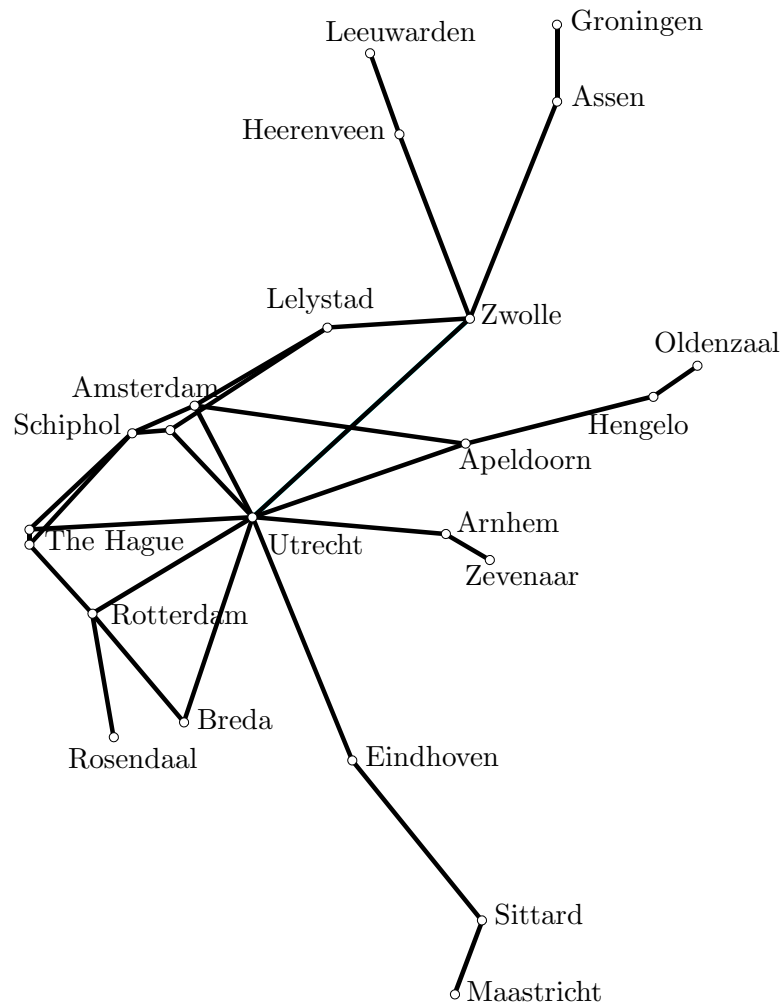 Groningen
Leeuwarden
Assen
Heerenveen
Lelystad
Zwolle
Oldenzaal
Amsterdam
Schiphol
Hengelo
Apeldoorn
Arnhem
The Hague
Utrecht
Zevenaar
Rotterdam
Breda
Rosendaal
Eindhoven
Sittard
Maastricht